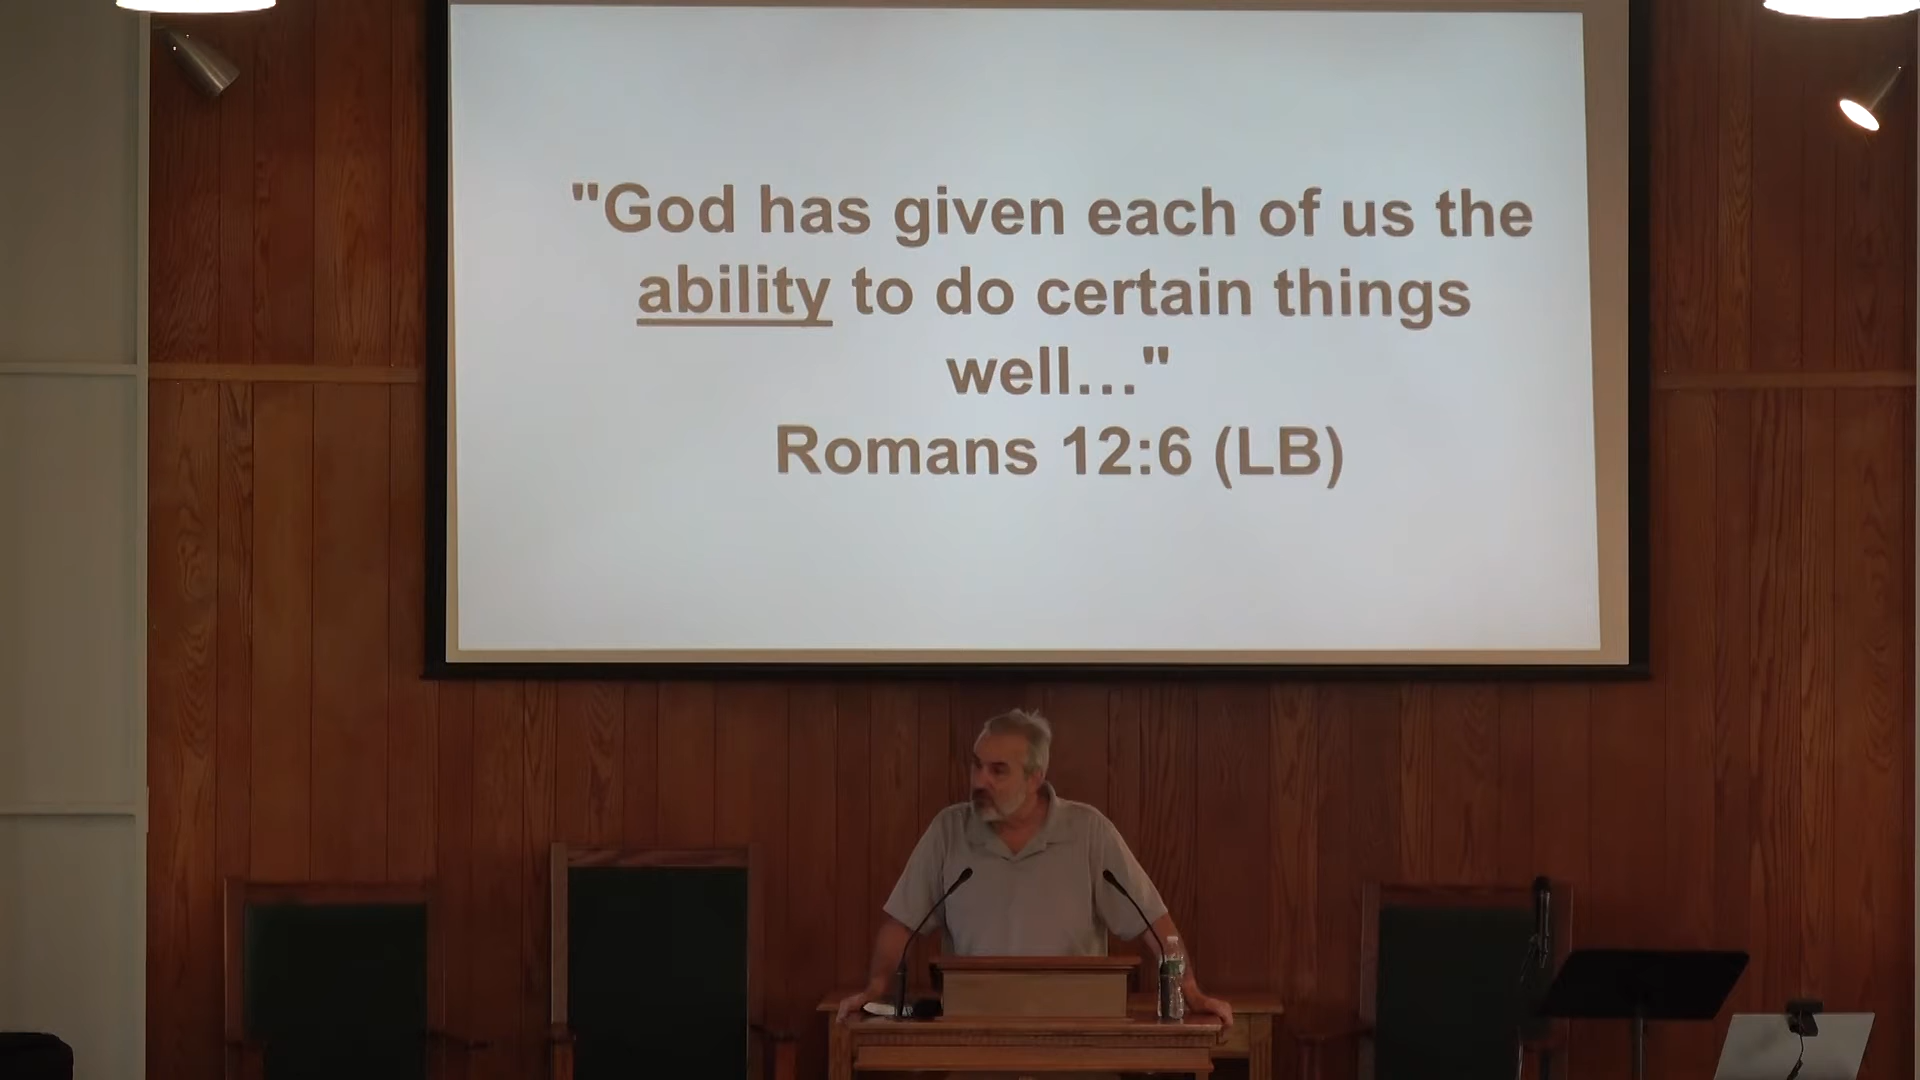 "God has given each of us the
ability to do certain things
well..."
Romans 12:6 (LB)